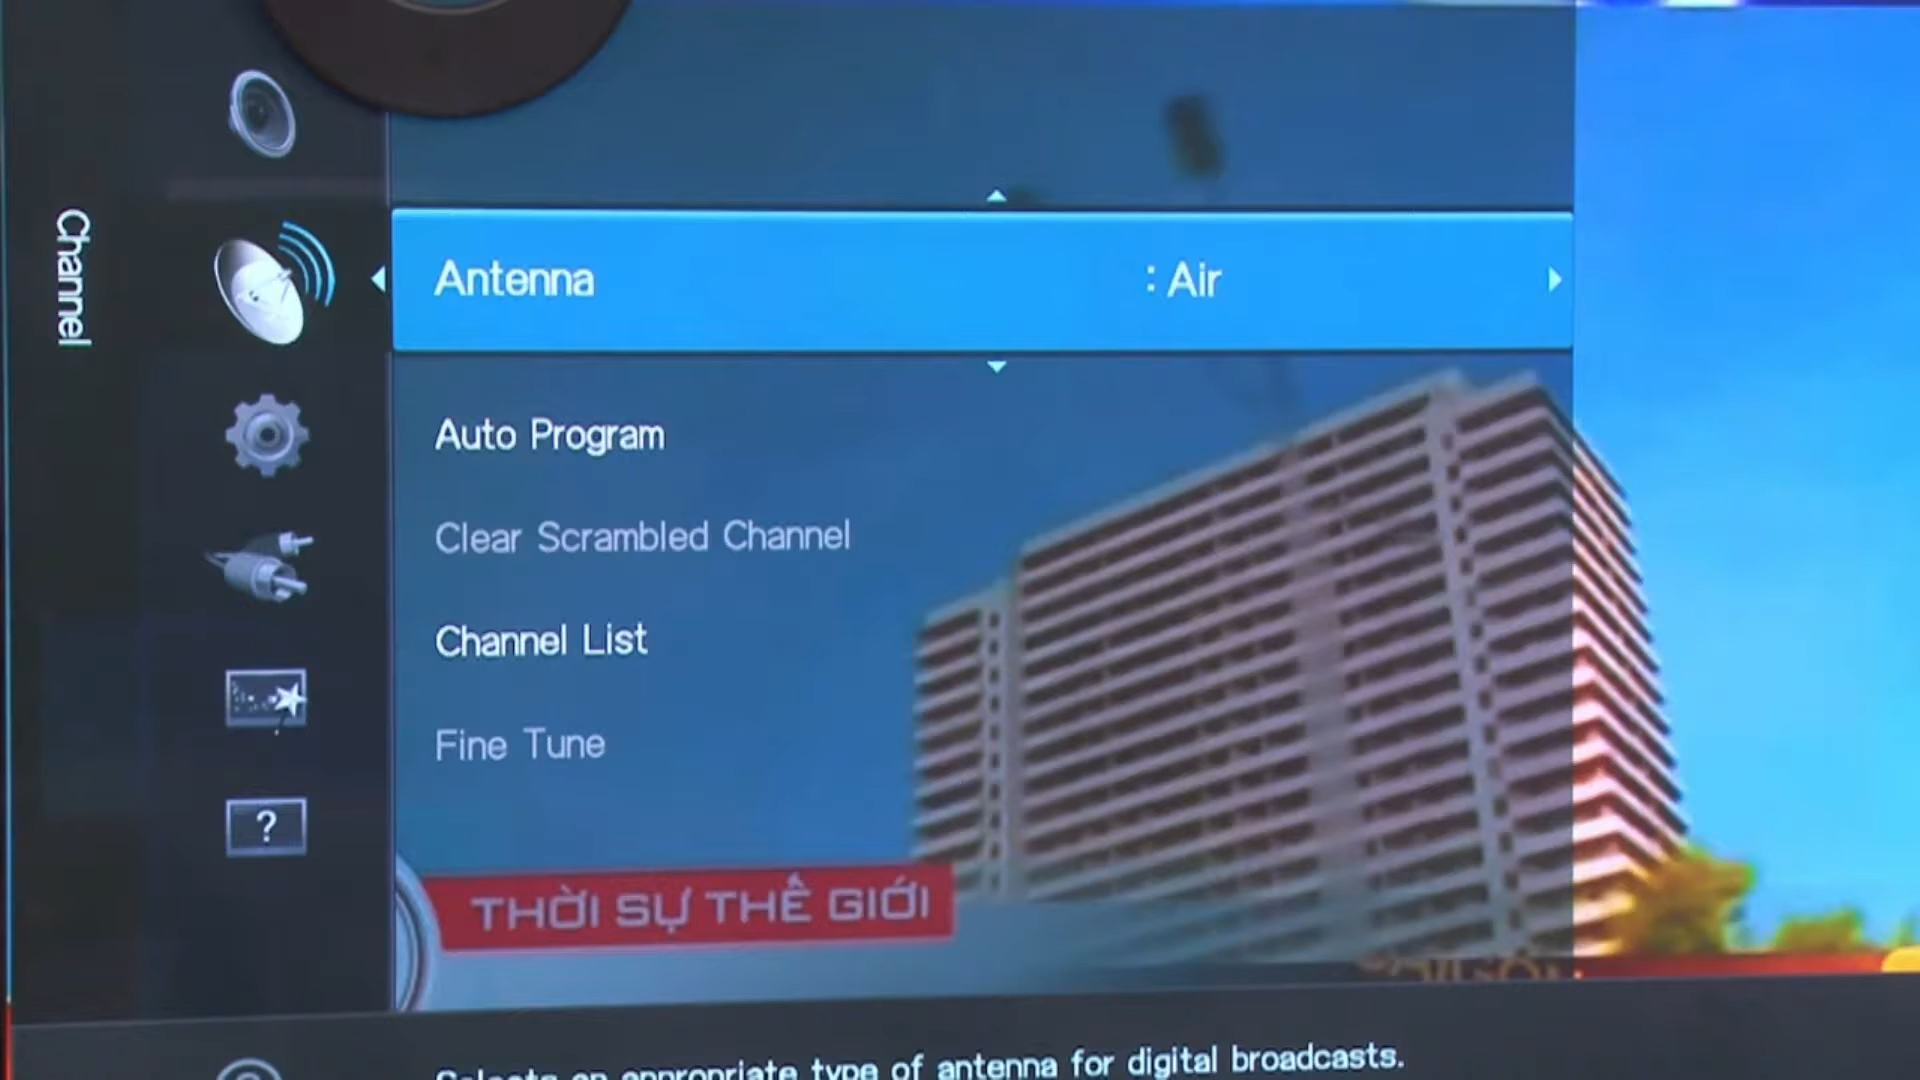 Channel
Antenna : Air
Auto Program
Clear Scrambled Channel
Channel List
Fine Tune
?
THỜI SỰ THẾ GIỚI
Selects an appropriate type of antenna for digital broadcasts.